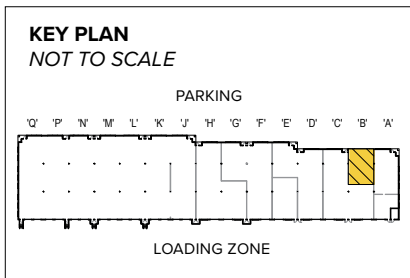 KEY PLAN
NOT TO SCALE
PARKING
'Q' 'P' 'N' 'M' 'L' 'K' 'J' 'H' 'G' 'F' 'E' 'D' 'C' 'B' 'A'
LOADING ZONE